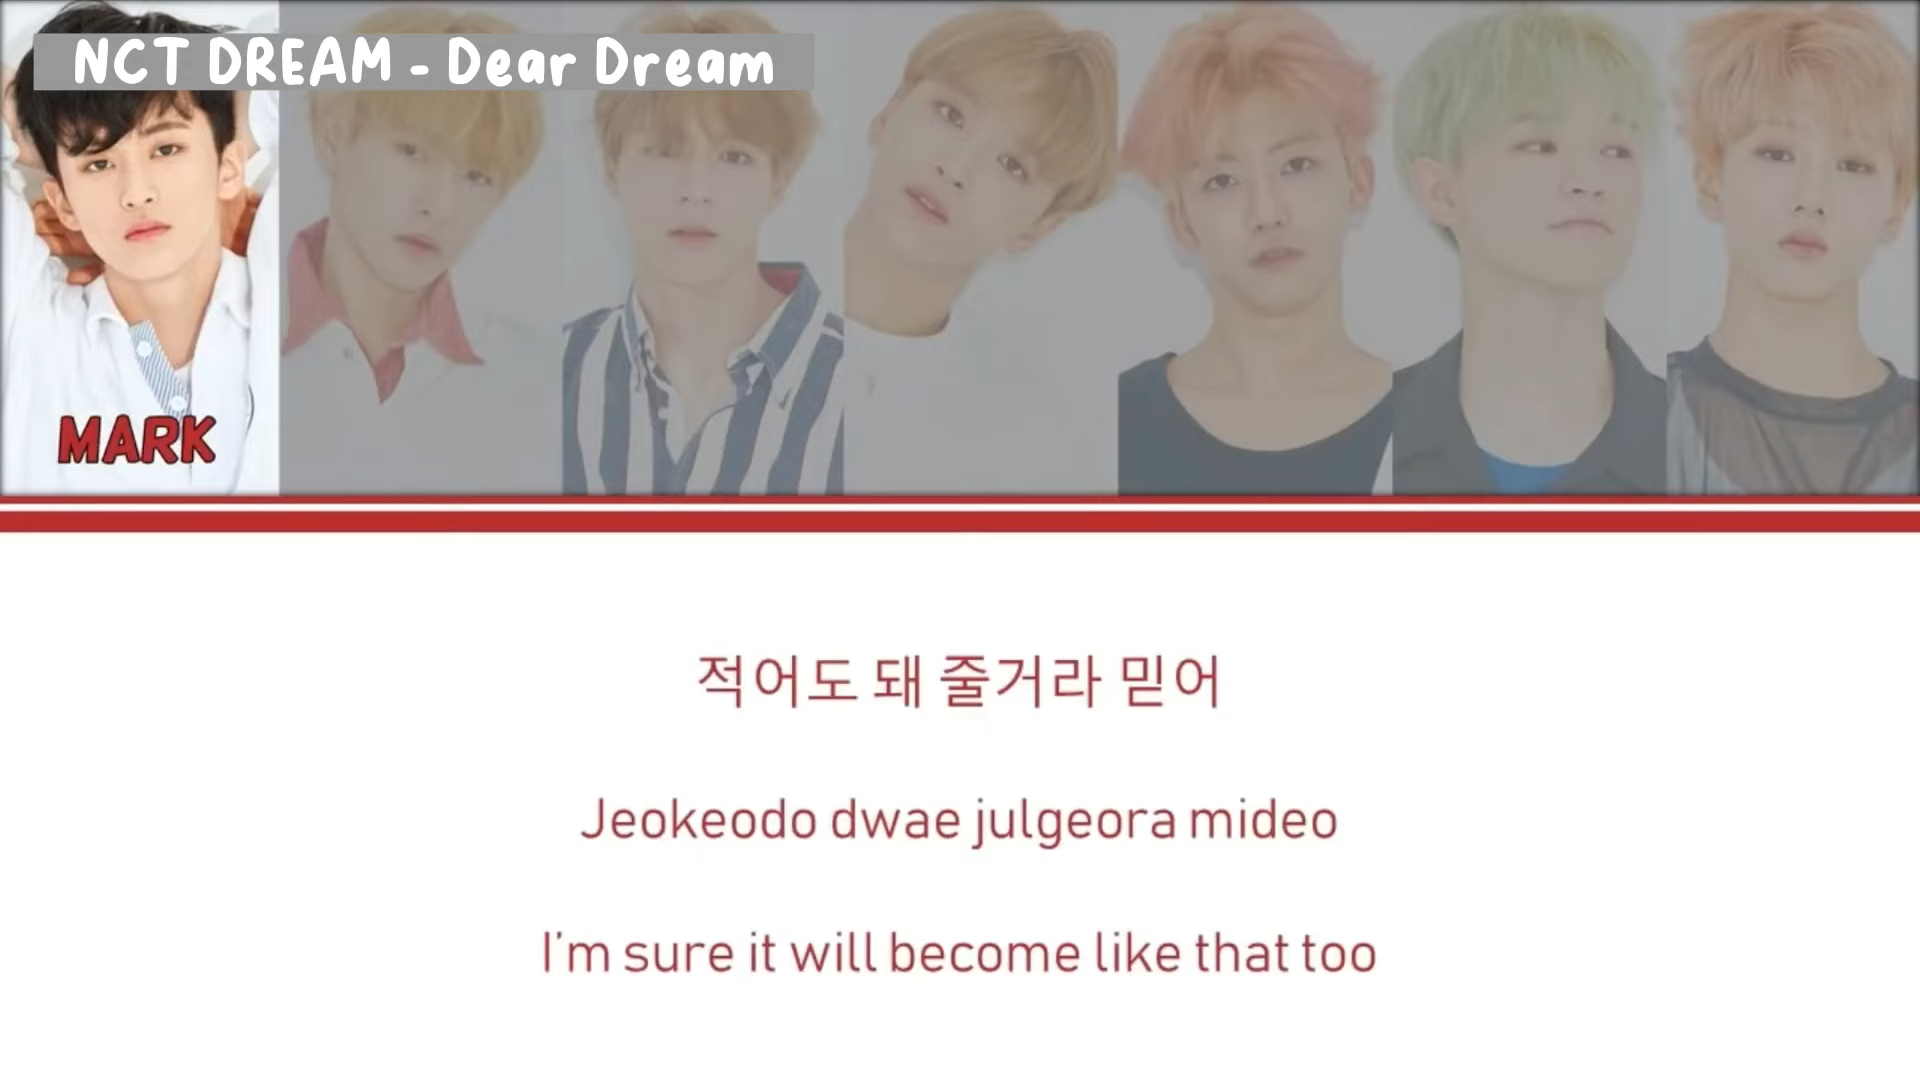 NCT DREAM - Dear Dream
MARK
적어도 돼 줄거라 믿어
Jeokeodo dwae julgeora mideo
I'm sure it will become like that too